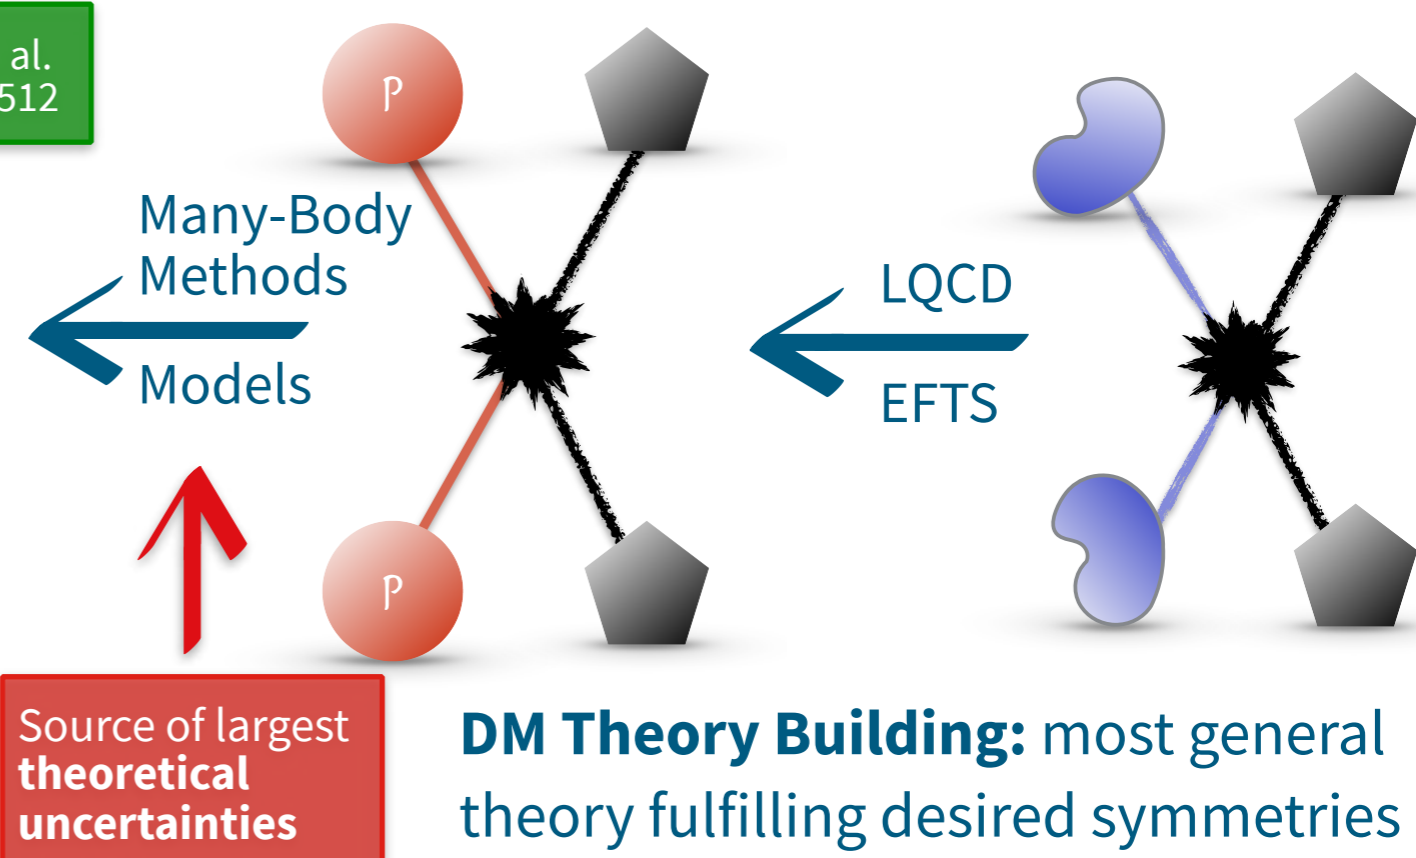 al.
512
P
Many-Body
Methods
Models
LQCD
EFTS
P
Source of largest
theoretical
uncertainties
DM Theory Building: most general
theory fulfilling desired symmetries